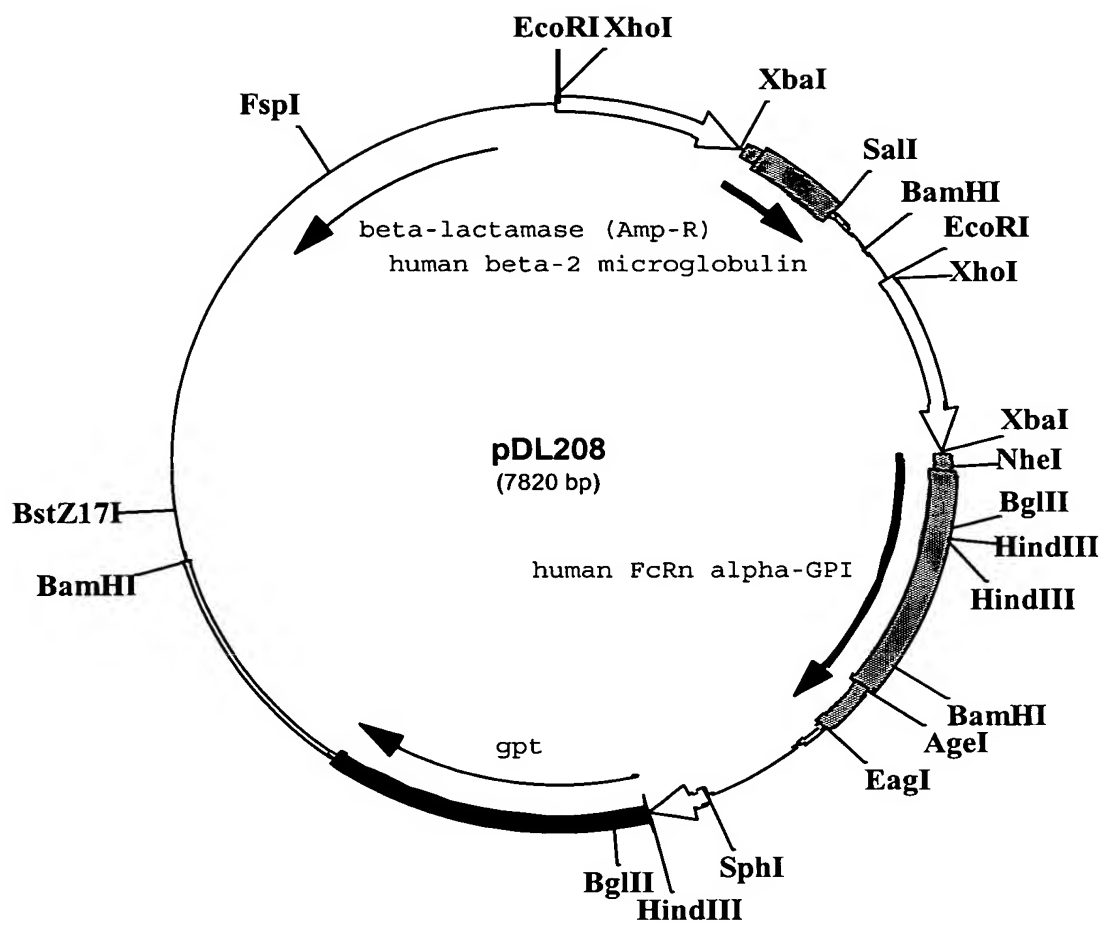 EcoRI XhoI
XbaI
FspI
SalI
BamHI
EcoRI
XhoI
beta-lactamase (Amp-R)
human beta-2 microglobulin
XbaI
NheI
BglII
HindIII
HindIII
pDL208
(7820 bp)
BstZ17I
BamHI
human FcRn alpha-GPI
BamHI
AgeI
EagI
gpt
SphI
BglII
HindIII